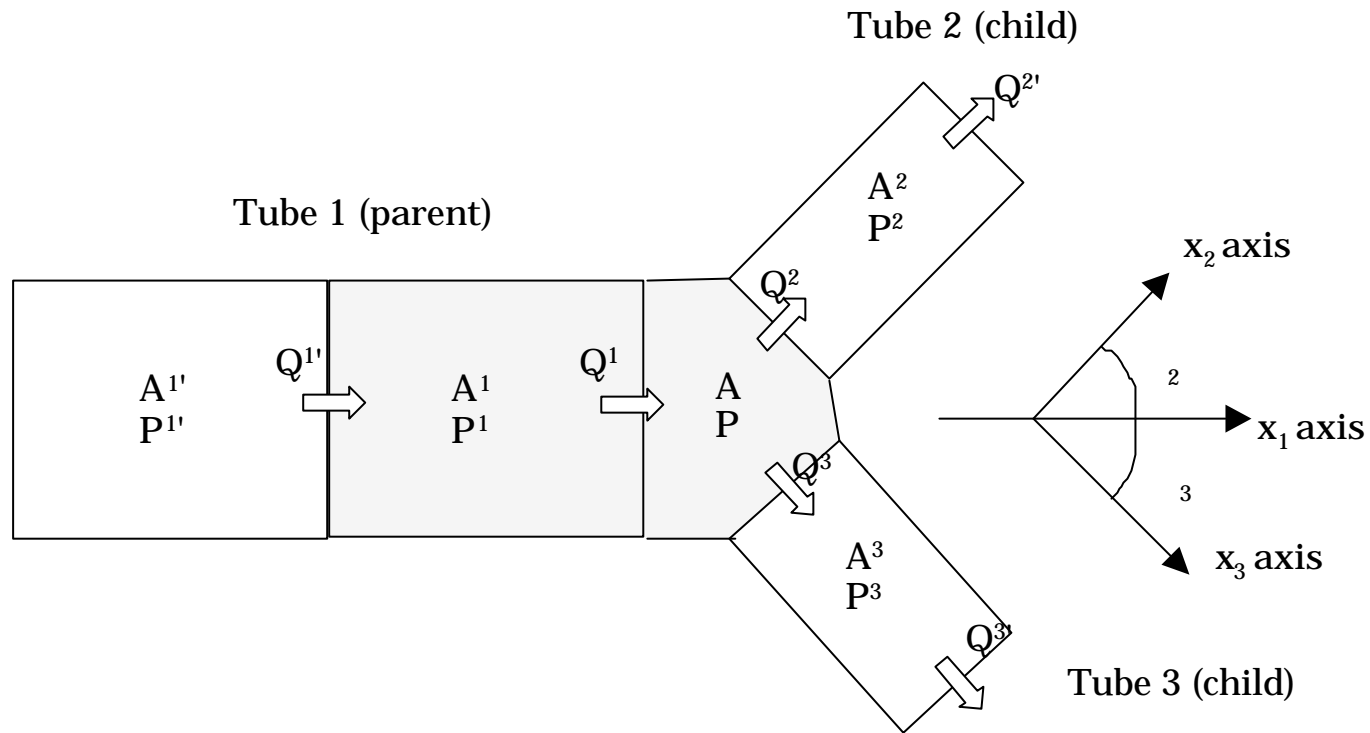 Tube 2 (child)
Q²'
A²
P²
Tube 1 (parent)
x₂ axis
Q²
Q¹'
Q¹
A¹'
P¹'
A¹
P¹
A
P
2
x₁ axis
Q³
3
A³
P³
x₃ axis
Q³'
Tube 3 (child)